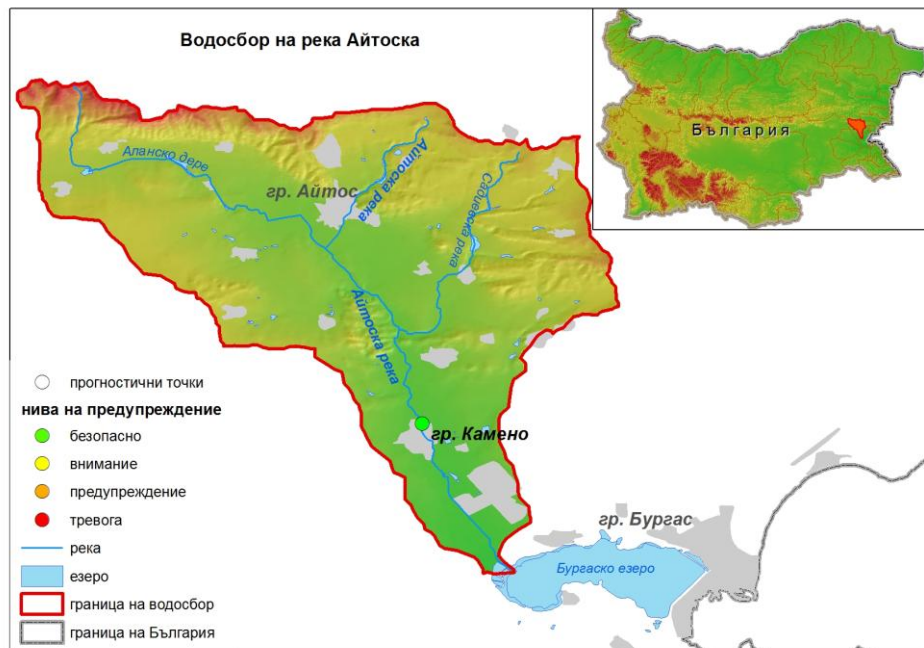 Водосбор на река Айтоска
България
Аланско дере
гр. Айтос
Айтоска река
Садиевска река
Айтоска река
гр. Камено
гр. Бургас
Бургаско езеро
прогностични точки
нива на предупреждение
безопасно
внимание
предупреждение
тревога
река
езеро
граница на водосбор
граница на България